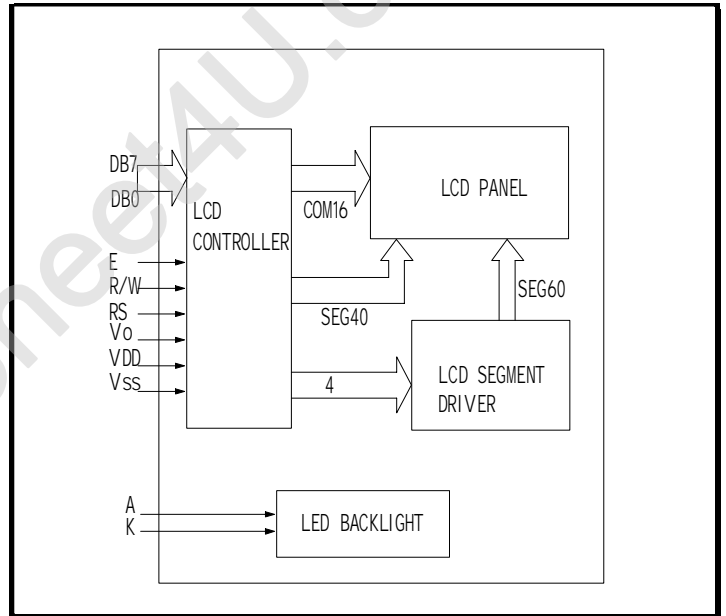 DB7
DB0
E
R/W
RS
Vo
VDD
Vss
LCD
CONTROLLER
COM16
SEG40
4
LCD PANEL
SEG60
LCD SEGMENT
DRIVER
A
K
LED BACKLIGHT
neet4U.